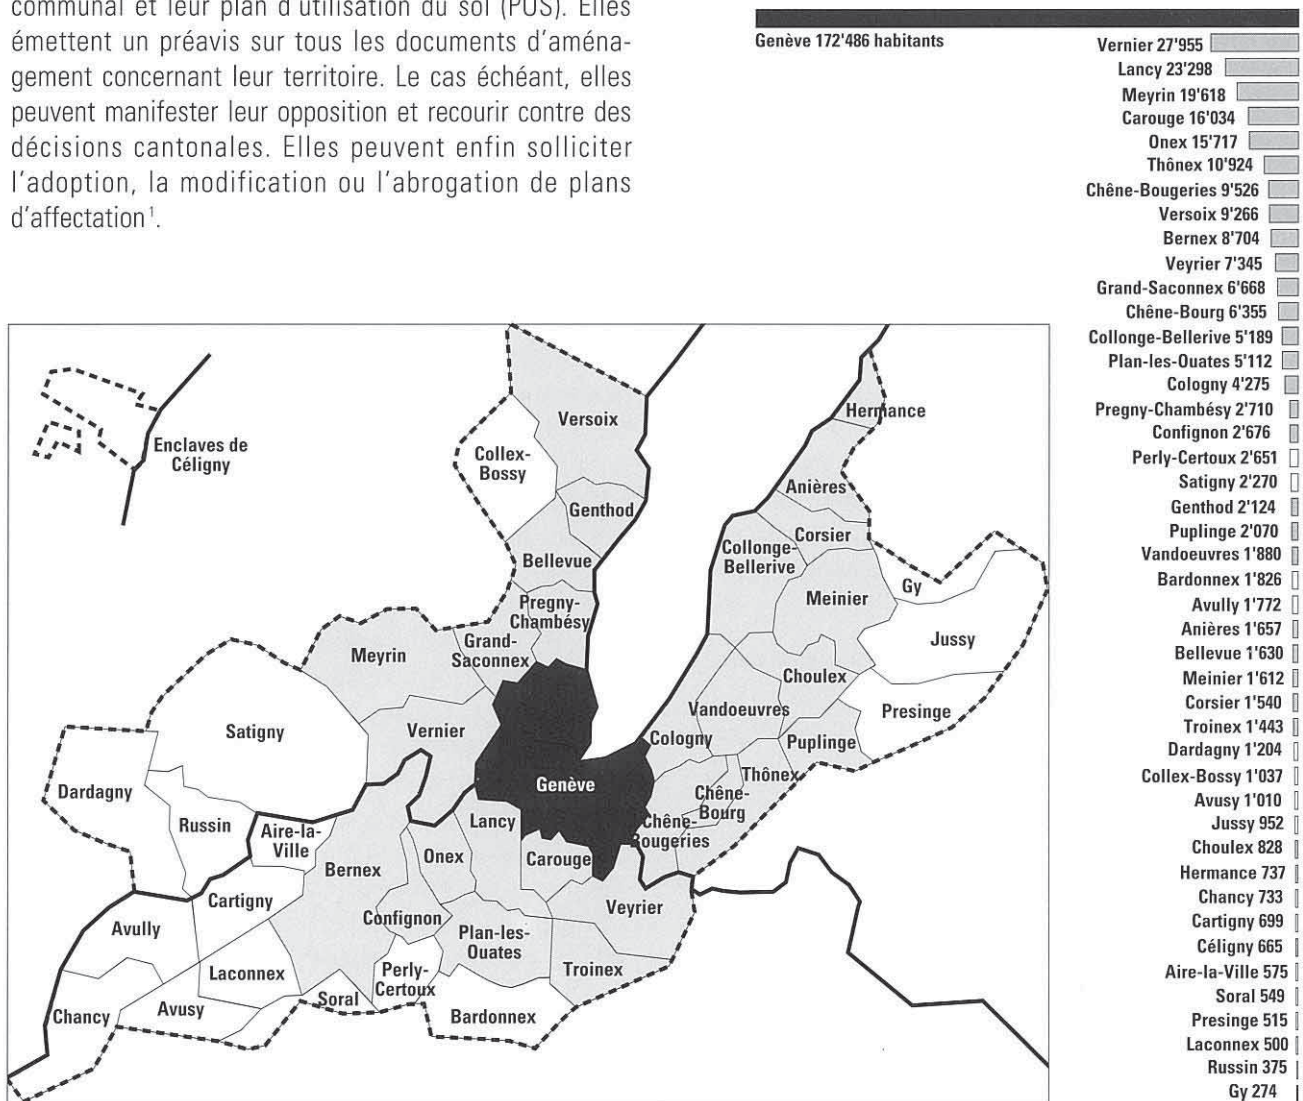 communal et leur plan d'utilisation du sol (PUS). Elles
émettent un préavis sur tous les documents d'aména-
gement concernant leur territoire. Le cas échéant, elles
peuvent manifester leur opposition et recourir contre des
décisions cantonales. Elles peuvent enfin solliciter
l'adoption, la modification ou l'abrogation de plans
d'affectation¹.
Genève 172'486 habitants
Vernier 27'955
Lancy 23'298
Meyrin 19'618
Carouge 16'034
Onex 15'717
Thônex 10'924
Chêne-Bougeries 9'526
Versoix 9'266
Bernex 8'704
Veyrier 7'345
Grand-Saconnex 6'668
Chêne-Bourg 6'355
Collonge-Bellerive 5'189
Plan-les-Ouates 5'112
Cologny 4'275
Pregny-Chambésy 2'710
Confignon 2'676
Perly-Certoux 2'651
Satigny 2'270
Genthod 2'124
Puplinge 2'070
Vandoeuvres 1'880
Bardonnex 1'826
Avully 1'772
Anières 1'657
Bellevue 1'630
Meinier 1'612
Corsier 1'540
Troinex 1'443
Dardagny 1'204
Collex-Bossy 1'037
Avusy 1'010
Jussy 952
Choulex 828
Hermance 737
Chancy 733
Cartigny 699
Céligny 665
Aire-la-Ville 575
Soral 549
Presinge 515
Laconnex 500
Russin 375
Gy 274
Enclaves de
Céligny
Versoix
Collex-
Bossy
Genthod
Bellevue
Pregny-
Chambésy
Grand-
Saconnex
Meyrin
Vernier
Satigny
Dardagny
Russin
Aire-la-
Ville
Cartigny
Avully
Chancy
Avusy
Laconnex
Soral
Bernex
Confignon
Onex
Lancy
Genève
Carouge
Perly-
Certoux
Plan-les-
Ouates
Bardonnex
Troinex
Veyrier
Hermance
Anières
Corsier
Collonge-
Bellerive
Meinier
Gy
Jussy
Choulex
Presinge
Vandoeuvres
Cologny
Puplinge
Thônex
Chêne-
Bourg
Chêne-
Bougeries